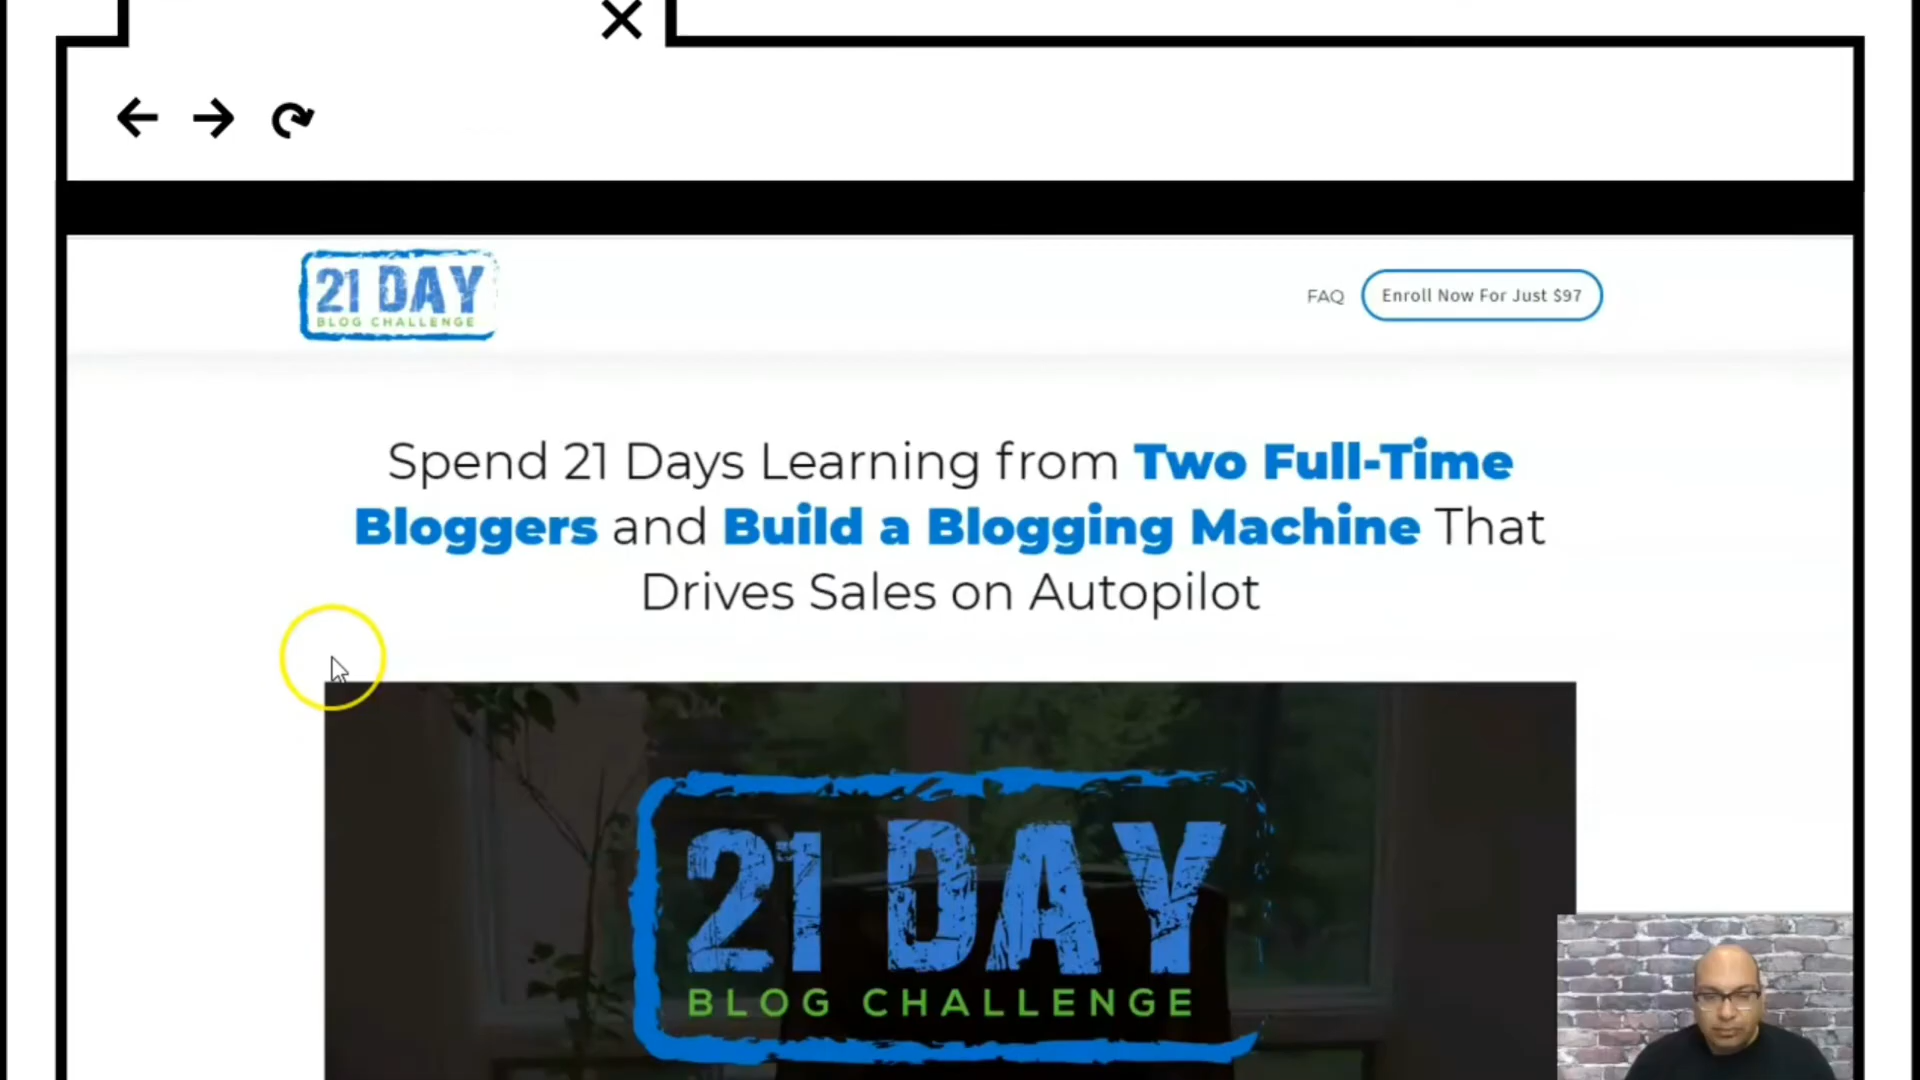 21 DAY
BLOG CHALLENGE
FAQ
Enroll Now For Just $97
Spend 21 Days Learning from Two Full-Time
Bloggers and Build a Blogging Machine That
Drives Sales on Autopilot
21 DAY
BLOG CHALLENGE